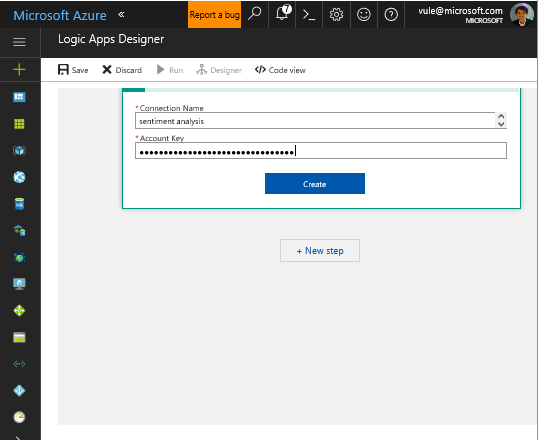 Microsoft Azure «
Report a bug
7
vule@microsoft.com
MICROSOFT
Logic Apps Designer
Save
Discard
Run
Designer
</> Code view
* Connection Name
sentiment analysis
* Account Key
••••••••••••••••••••••••••••••••
Create
+ New step